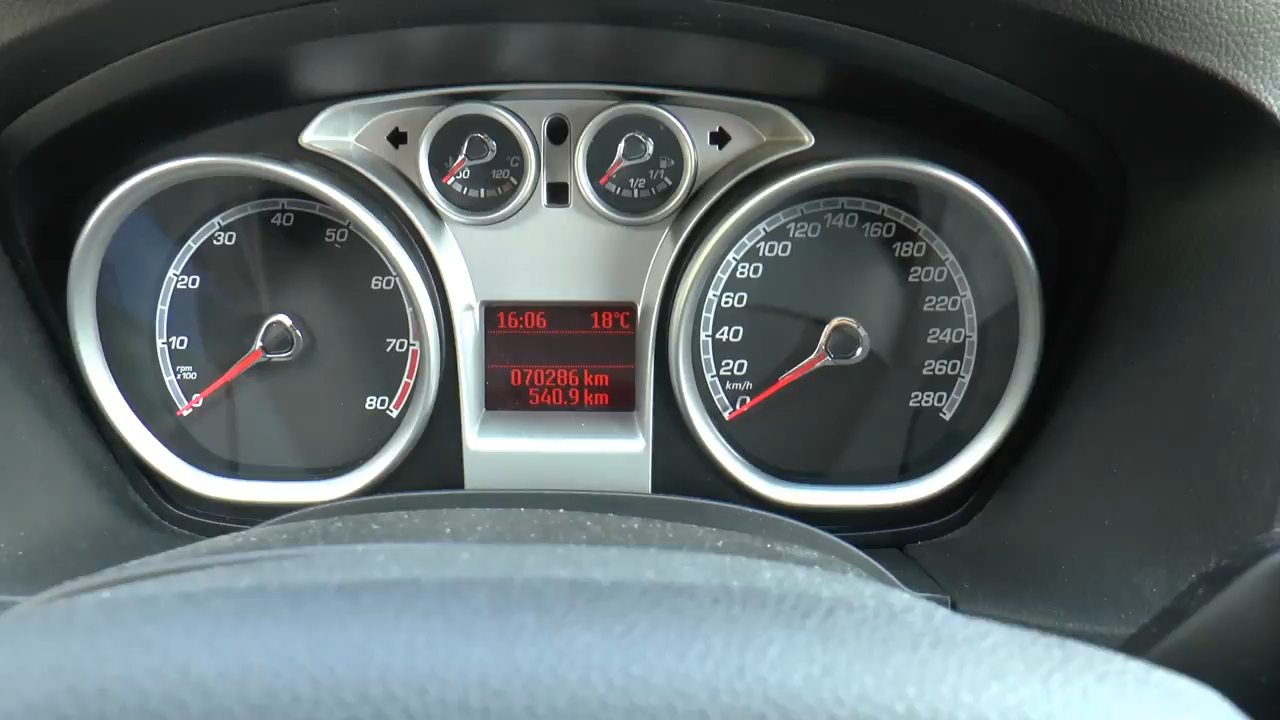 °C
60 120
1/2 1/1
0 10 20 30 40 50 60 70 80
rpm
x100
16:06 18°C
070286 km
540.9 km
0 20 40 60 80 100 120 140 160 180 200 220 240 260 280
km/h